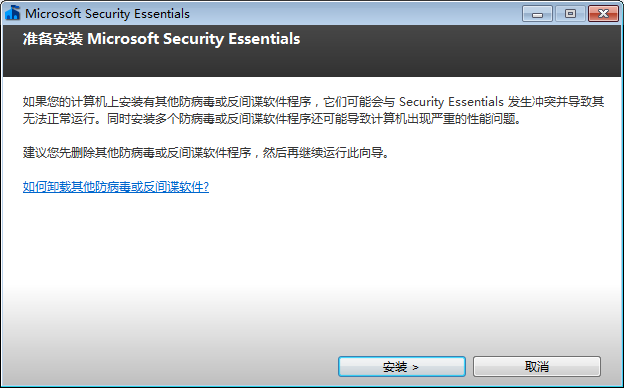 Microsoft Security Essentials
准备安装 Microsoft Security Essentials
如果您的计算机上安装有其他防病毒或反间谍软件程序，它们可能会与 Security Essentials 发生冲突并导致其
无法正常运行。同时安装多个防病毒或反间谍软件程序还可能导致计算机出现严重的性能问题。
建议您先删除其他防病毒或反间谍软件程序，然后再继续运行此向导。
如何卸载其他防病毒或反间谍软件?
安装 >
取消